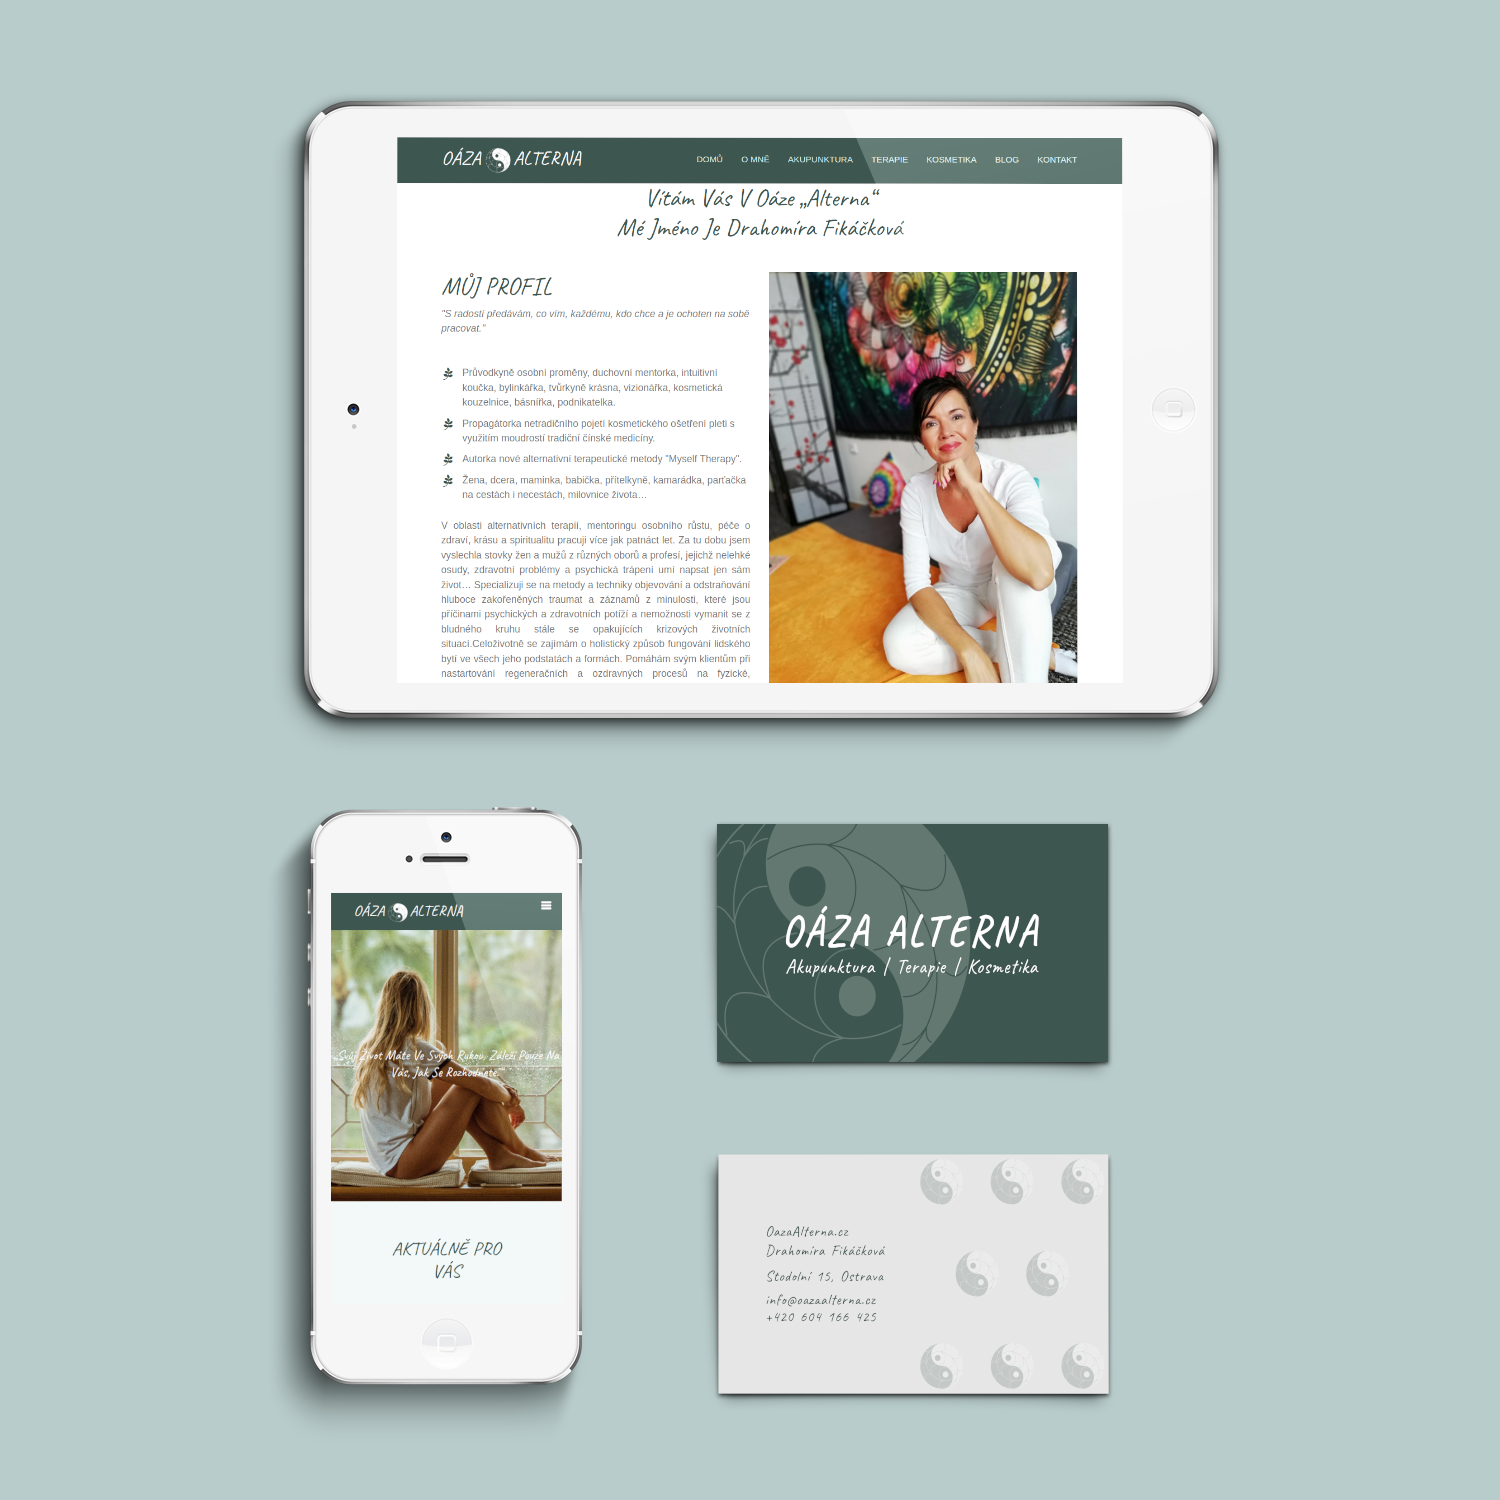 OÁZA ALTERNA
DOMŮ O MNĚ AKUPUNKTURA TERAPIE KOSMETIKA BLOG KONTAKT
Vítám Vás V Oáze „Alterna“
Mé Jméno Je Drahomíra Fikáčková
MŮJ PROFIL
"S radostí předávám, co vím, každému, kdo chce a je ochoten na sobě
pracovat."
Průvodkyně osobní proměny, duchovní mentorka, intuitivní
koučka, bylinkářka, tvůrkyně krásna, vizionářka, kosmetická
kouzelnice, básnířka, podnikatelka.
Propagátorka netradičního pojetí kosmetického ošetření pleti s
využitím moudrostí tradiční čínské medicíny.
Autorka nové alternativní terapeutické metody "Myself Therapy".
Žena, dcera, maminka, babička, přítelkyně, kamarádka, parťačka
na cestách i necestách, milovnice života…
V oblasti alternativních terapií, mentoringu osobního růstu, péče o
zdraví, krásu a spiritualitu pracuji více jak patnáct let. Za tu dobu jsem
vyslechla stovky žen a mužů z různých oborů a profesí, jejichž nelehké
osudy, zdravotní problémy a psychická trápení umí napsat jen sám
život… Specializuji se na metody a techniky objevování a odstraňování
hluboce zakořeněných traumat a záznamů z minulosti, které jsou
příčinami psychických a zdravotních potíží a nemožnosti vymanit se z
bludného kruhu stále se opakujících krizových životních
situací.Celoživotně se zajímám o holistický způsob fungování lidského
bytí ve všech jeho podstatách a formách. Pomáhám svým klientům při
nastartování regeneračních a ozdravných procesů na fyzické,
OÁZA ALTERNA
„Svůj Život Máte Ve Svých Rukou, Záleží Pouze Na
Vás, Jak Se Rozhodnete.“
AKTUÁLNĚ PRO
VÁS
OÁZA ALTERNA
Akupunktura | Terapie | Kosmetika
OazaAlterna.cz
Drahomíra Fikáčková
Stodolní 15, Ostrava
info@oazaalterna.cz
+420 604 166 425